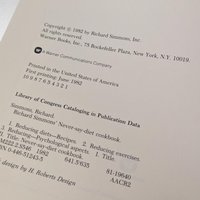 Copyright © 1982 by Richard Simmons, Inc.
Warner Books, Inc., 75 Rockefeller Plaza, New York, N.Y. 10019.
A Warner Communications Company
Printed in the United States of America
First printing: June 1982
10 9 8 7 6 5 4 3 2 1
Library of Congress Cataloging in Publication Data
Simmons, Richard.
Richard Simmons' Never-say-diet cookbook.
1. Reducing diets—Recipes. 2. Reducing exercises
3. Reducing—Psychological aspects. I. Title.
Never-say-diet cookbook. II. Title.
RM222.2.S546 1982 641.5'635 81-19640
ISBN 0-446-51243-5 AACR2
design by H. Roberts Design